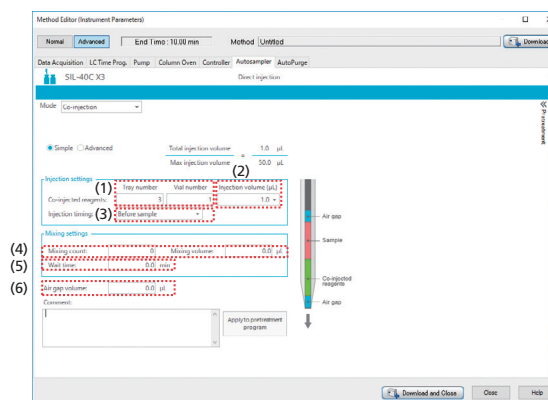 Method Editor (Instrument Parameters)
Normal Advanced End Time : 10.00 min Method Untitled Download
Data Acquisition LC Time Prog. Pump Column Oven Controller Autosampler AutoPurge
SIL-40C X3 Direct injection
Mode Co-injection
Pretreatment
Simple Advanced Total injection volume = 1.0 µL
Max injection volume 50.0 µL
(2)
Injection settings
(1) Tray number Vial number Injection volume (µL)
Co-injected reagents: 3 1 1.0
(3) Injection timing: Before sample
Mixing settings
(4) Mixing count: 0 Mixing volume: 0.0 µL
(5) Wait time: 0.0 min
(6) Air gap volume: 0.0 µL
Comment:
Apply to pretreatment
program
Air gap
Sample
Co-injected
reagents
Air gap
Download and Close Close Help